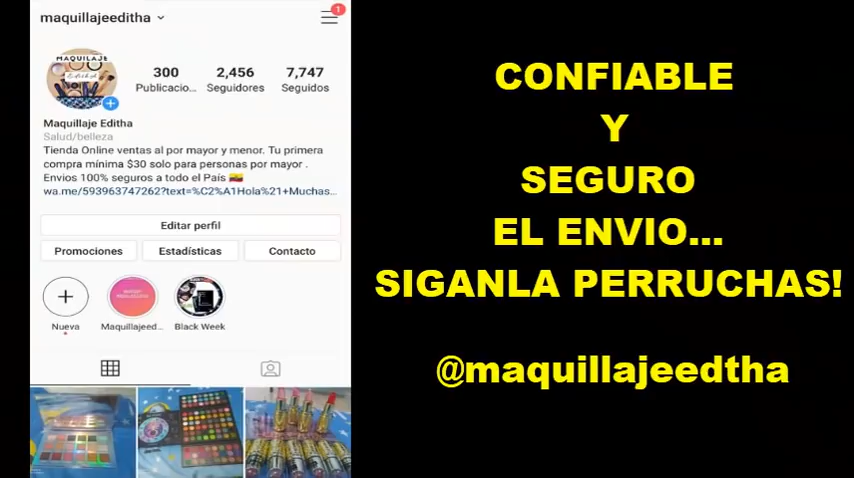 maquillajeeditha
1
MAQUILLAJE
Editha
300 2,456 7,747
Publicacio... Seguidores Seguidos
Maquillaje Editha
Salud/belleza
Tienda Online ventas al por mayor y menor. Tu primera
compra mínima $30 solo para personas por mayor .
Envios 100% seguros a todo el País 🇪🇨
wa.me/593963747262?text=%C2%A1Hola%21+Muchas...
Editar perfil
Promociones Estadísticas Contacto
Nueva Maquillajeed... Black Week
CONFIABLE
Y
SEGURO
EL ENVIO...
SIGANLA PERRUCHAS!
@maquillajeedtha